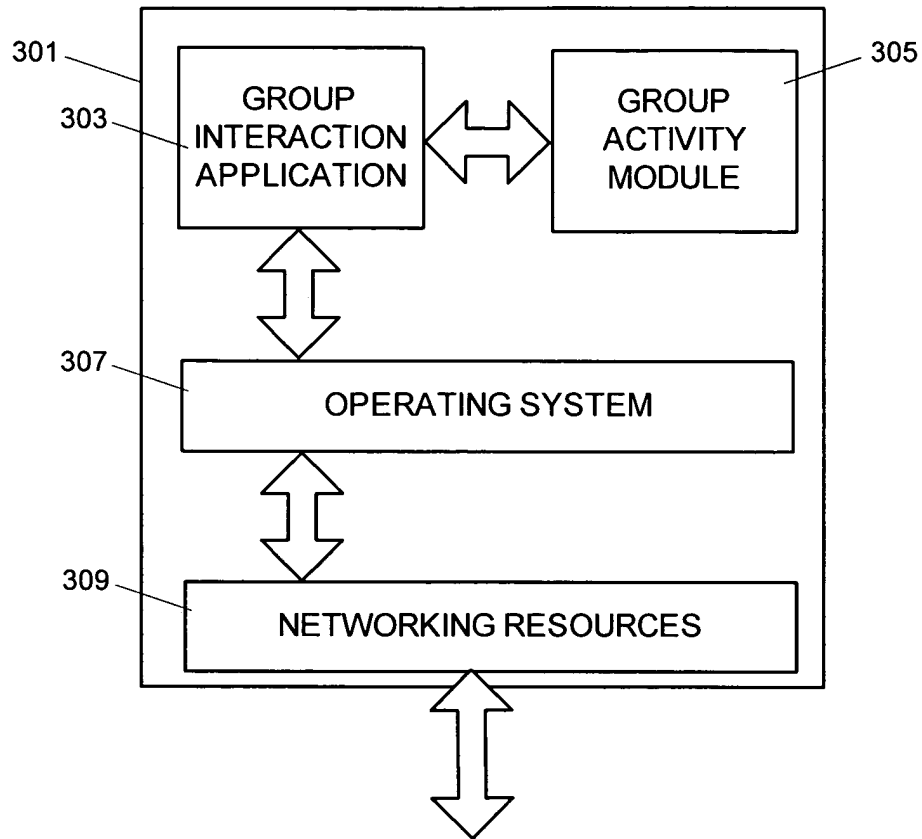 301
303
GROUP
INTERACTION
APPLICATION
305
GROUP
ACTIVITY
MODULE
307
OPERATING SYSTEM
309
NETWORKING RESOURCES